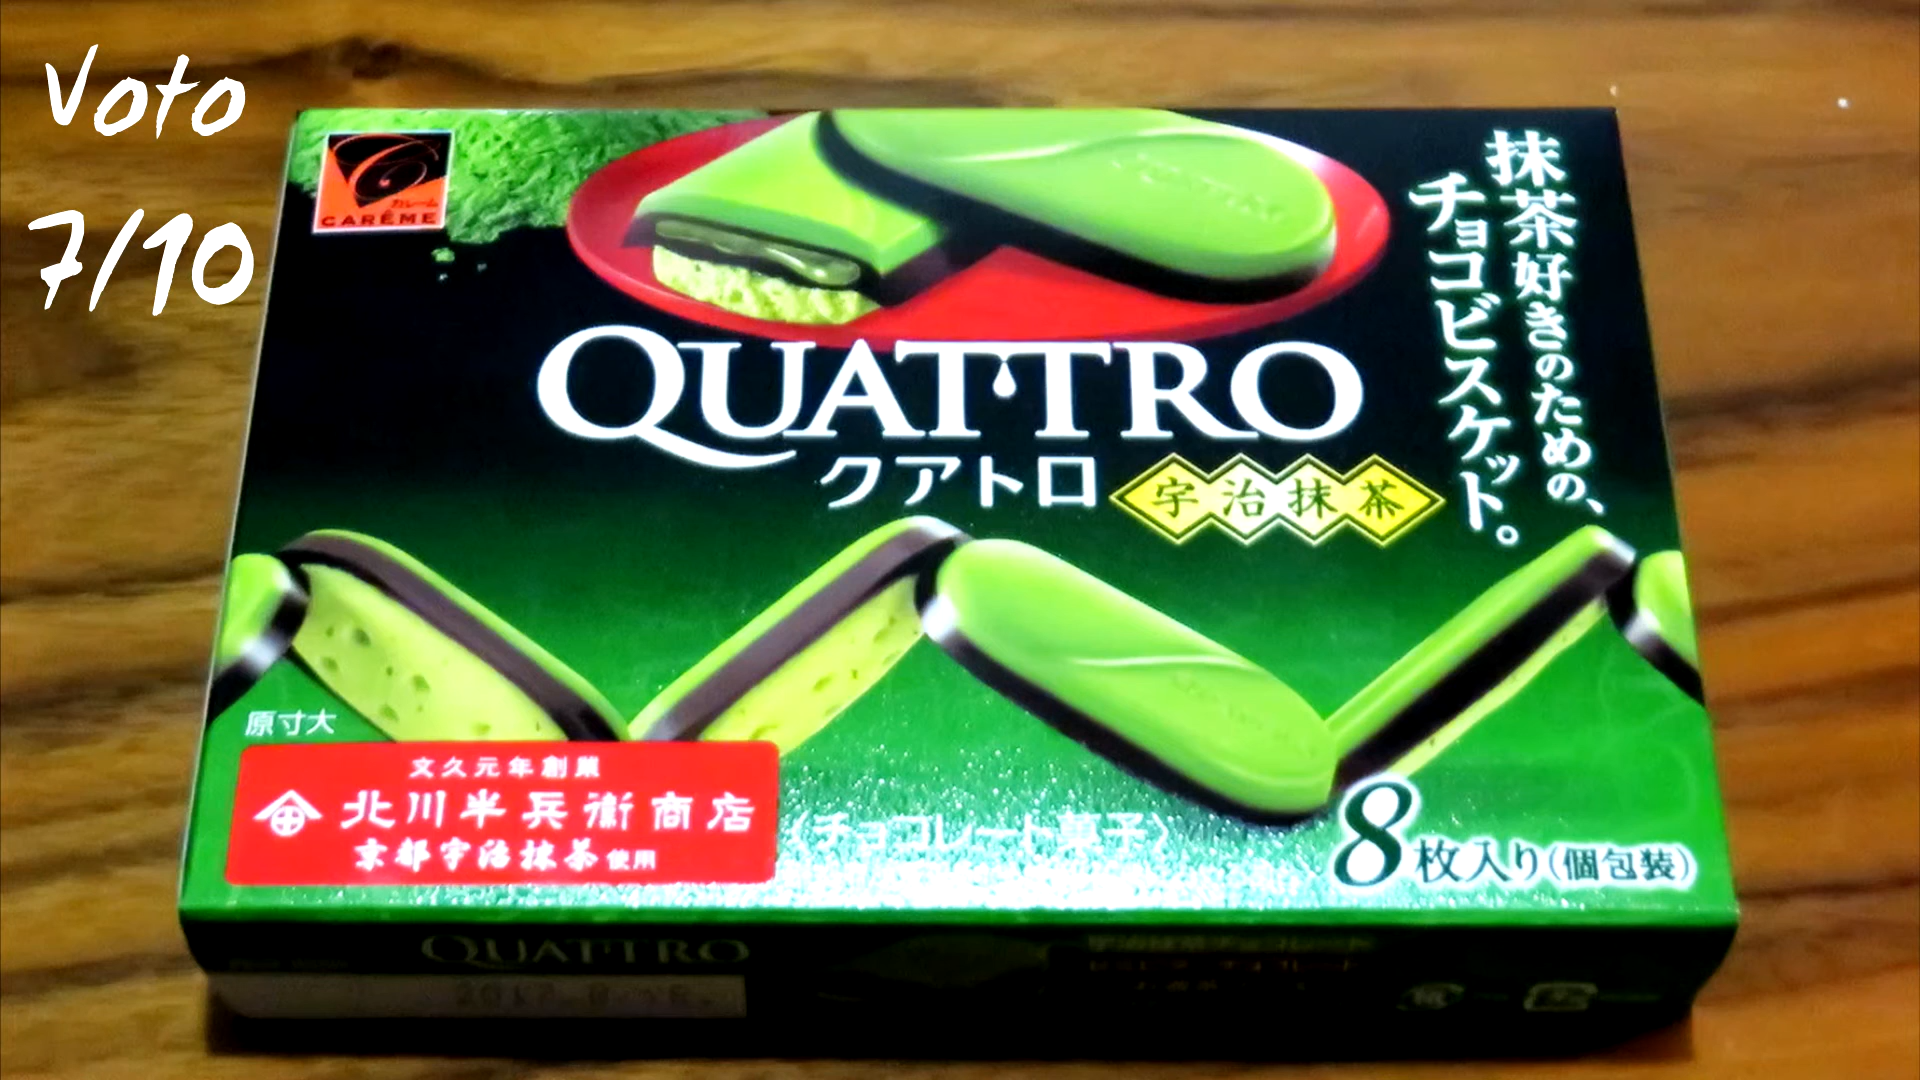 Voto
7/10
カレーム
CARÊME
抹茶好きのための、
チョコビスケット。
QUATTRO
クアトロ
宇治抹茶
原寸大
文久元年創業
北川半兵衞商店
京都宇治抹茶使用
〈チョコレート菓子〉
8枚入り(個包装)
QUATTRO